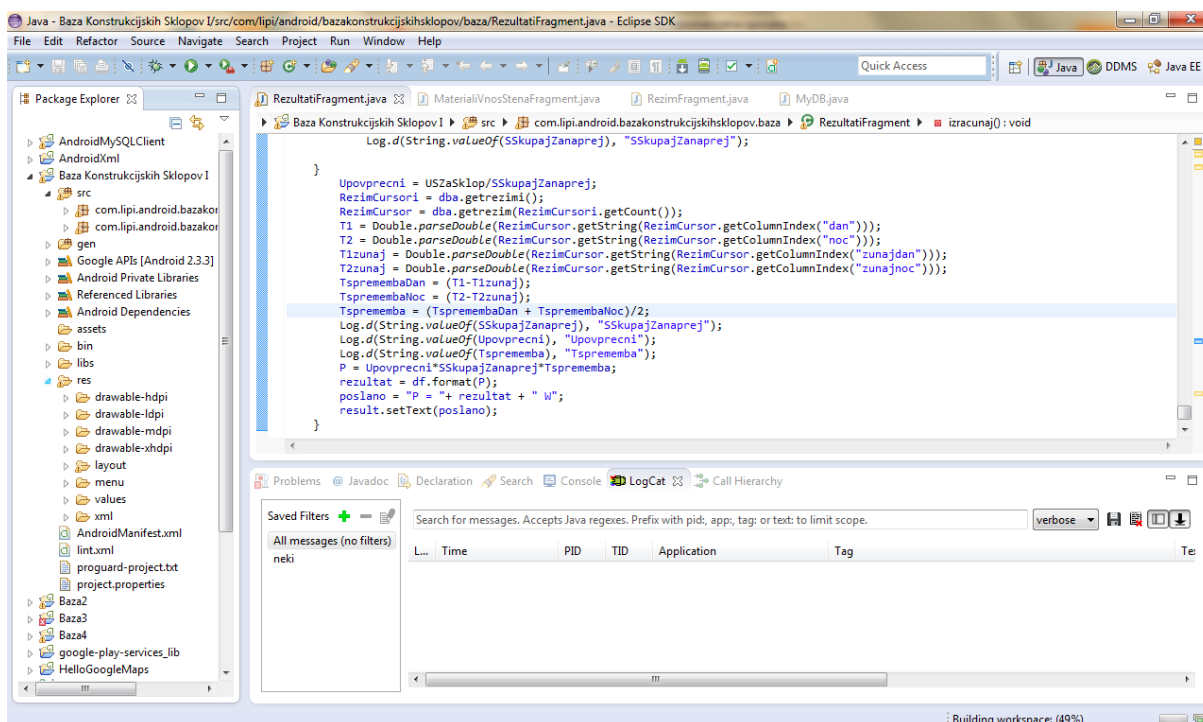 Java - Baza Konstrukcijskih Sklopov I/src/com/lipi/android/bazakonstrukcijskihsklopov/baza/RezultatiFragment.java - Eclipse SDK
File Edit Refactor Source Navigate Search Project Run Window Help
Quick Access
Java
DDMS
Java EE
Package Explorer
AndroidMySQLClient
AndroidXml
Baza Konstrukcijskih Sklopov I
src
com.lipi.android.bazakor
com.lipi.android.bazakor
gen
Google APIs [Android 2.3.3]
Android Private Libraries
Referenced Libraries
Android Dependencies
assets
bin
libs
res
drawable-hdpi
drawable-ldpi
drawable-mdpi
drawable-xhdpi
layout
menu
values
xml
AndroidManifest.xml
lint.xml
proguard-project.txt
project.properties
Baza2
Baza3
Baza4
google-play-services_lib
HelloGoogleMaps
RezultatiFragment.java MaterialiVnosStenaFragment.java RezimFragment.java MyDB.java
Baza Konstrukcijskih Sklopov I src com.lipi.android.bazakonstrukcijskihsklopov.baza RezultatiFragment izracunaj() : void
Log.d(String.valueOf(SSkupajZanaprej), "SSkupajZanaprej");
}
Upovprecni = USZaSklop/SSkupajZanaprej;
RezimCursori = dba.getrezimi();
RezimCursor = dba.getrezim(RezimCursori.getCount());
T1 = Double.parseDouble(RezimCursor.getString(RezimCursor.getColumnIndex("dan")));
T2 = Double.parseDouble(RezimCursor.getString(RezimCursor.getColumnIndex("noc")));
T1zunaj = Double.parseDouble(RezimCursor.getString(RezimCursor.getColumnIndex("zunajdan")));
T2zunaj = Double.parseDouble(RezimCursor.getString(RezimCursor.getColumnIndex("zunajnoc")));
TspremembaDan = (T1-T1zunaj);
TspremembaNoc = (T2-T2zunaj);
Tsprememba = (TspremembaDan + TspremembaNoc)/2;
Log.d(String.valueOf(SSkupajZanaprej), "SSkupajZanaprej");
Log.d(String.valueOf(Upovprecni), "Upovprecni");
Log.d(String.valueOf(Tsprememba), "Tsprememba");
P = Upovprecni*SSkupajZanaprej*Tsprememba;
rezultat = df.format(P);
poslano = "P = "+ rezultat + " W";
result.setText(poslano);
}
Problems @ Javadoc Declaration Search Console LogCat Call Hierarchy
Saved Filters
All messages (no filters)
neki
Search for messages. Accepts Java regexes. Prefix with pid:, app:, tag: or text: to limit scope.
verbose
L... Time PID TID Application Tag Te
Building workspace: (49%)